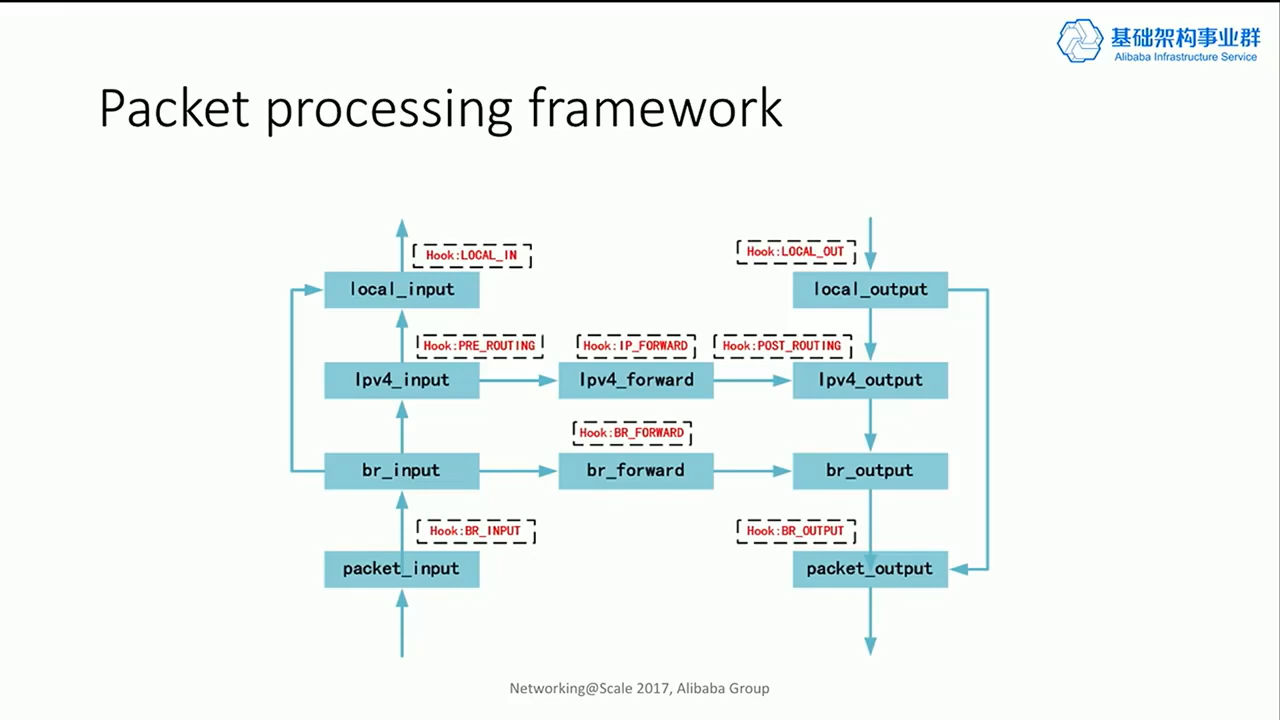 基础架构事业群
Alibaba Infrastructure Service
Packet processing framework
Hook:LOCAL_IN
Hook:LOCAL_OUT
local_input
local_output
Hook:PRE_ROUTING
Hook:IP_FORWARD
Hook:POST_ROUTING
Ipv4_input
Ipv4_forward
Ipv4_output
Hook:BR_FORWARD
br_input
br_forward
br_output
Hook:BR_INPUT
Hook:BR_OUTPUT
packet_input
packet_output
Networking@Scale 2017, Alibaba Group